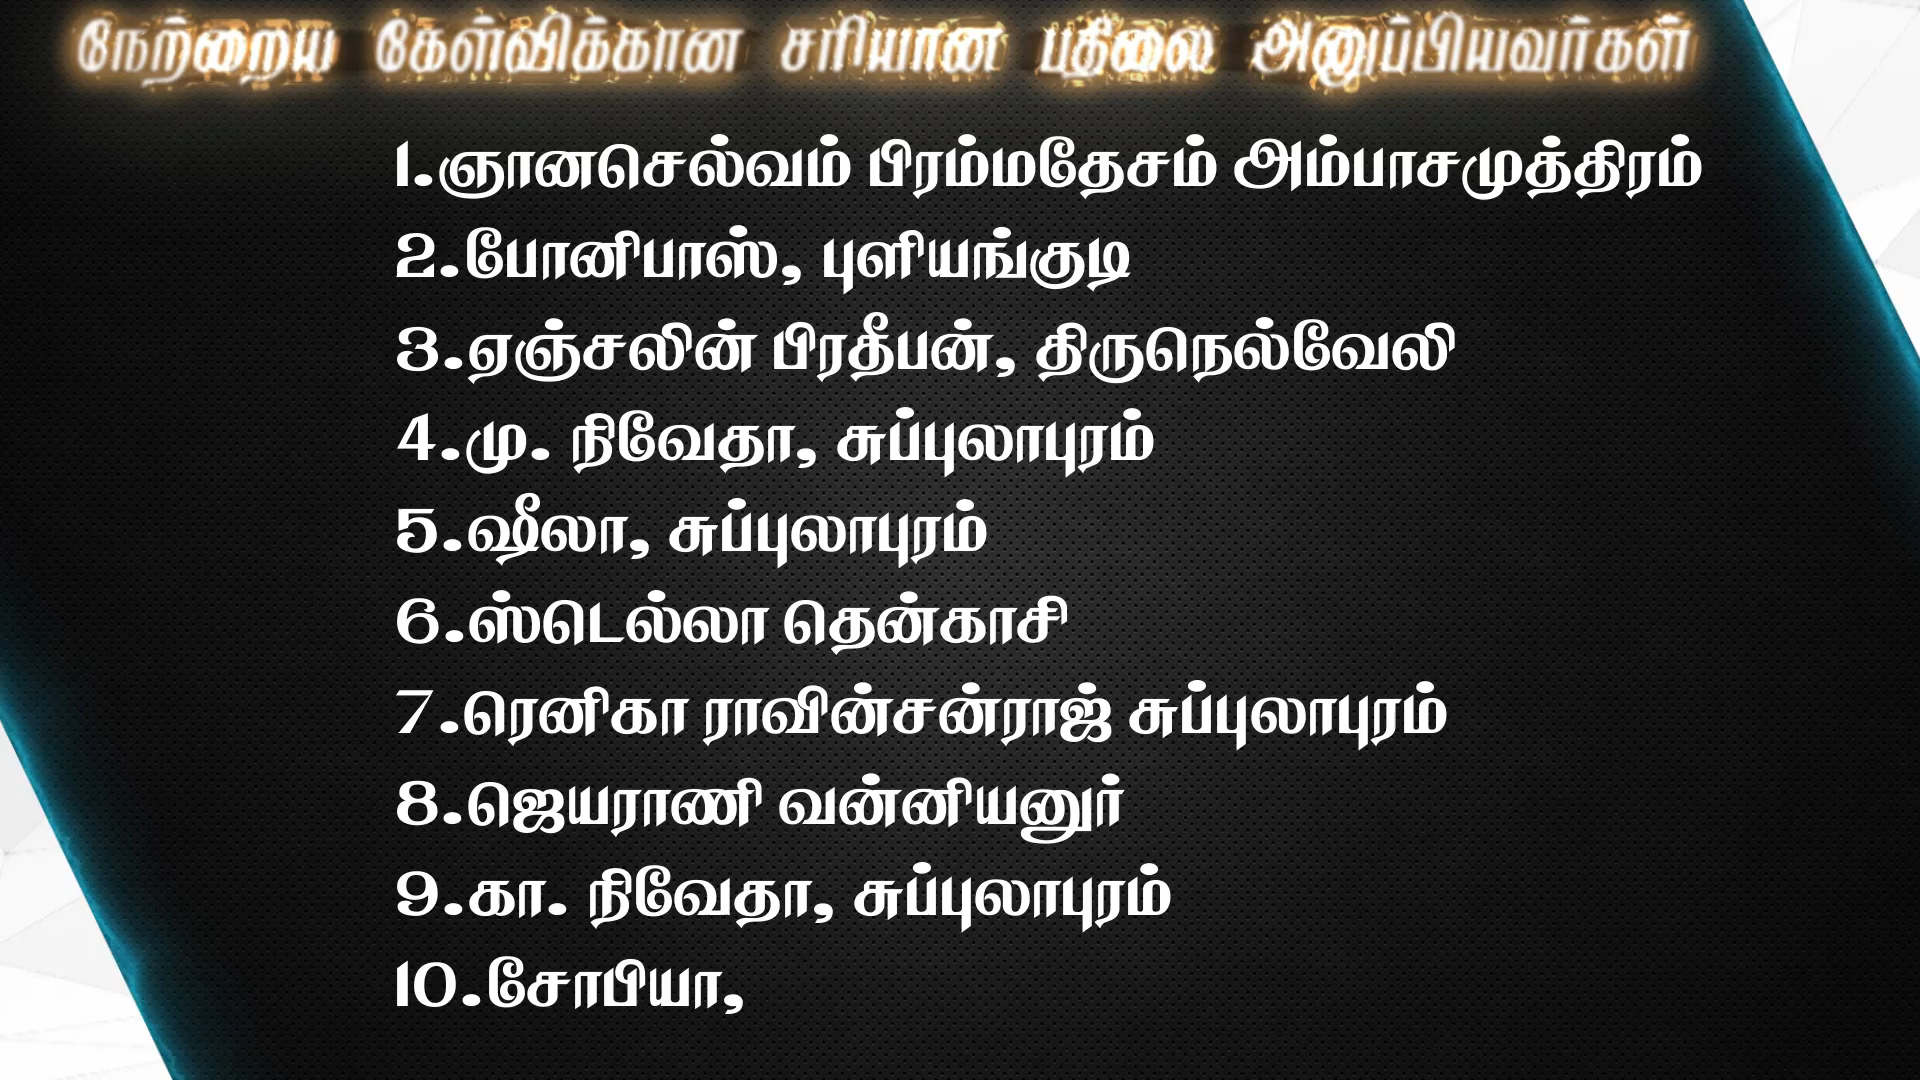 நேற்றைய கேள்விக்கான சரியான பதிலை அனுப்பியவர்கள்
1.ஞானசெல்வம் பிரம்மதேசம் அம்பாசமுத்திரம்
2.போனிபாஸ், புளியங்குடி
3.ஏஞ்சலின் பிரதீபன், திருநெல்வேலி
4.மு. நிவேதா, சுப்புலாபுரம்
5.ஷீலா, சுப்புலாபுரம்
6.ஸ்டெல்லா தென்காசி
7.ரெனிகா ராவின்சன்ராஜ் சுப்புலாபுரம்
8.ஜெயராணி வன்னியனுர்
9.கா. நிவேதா, சுப்புலாபுரம்
10.சோபியா,